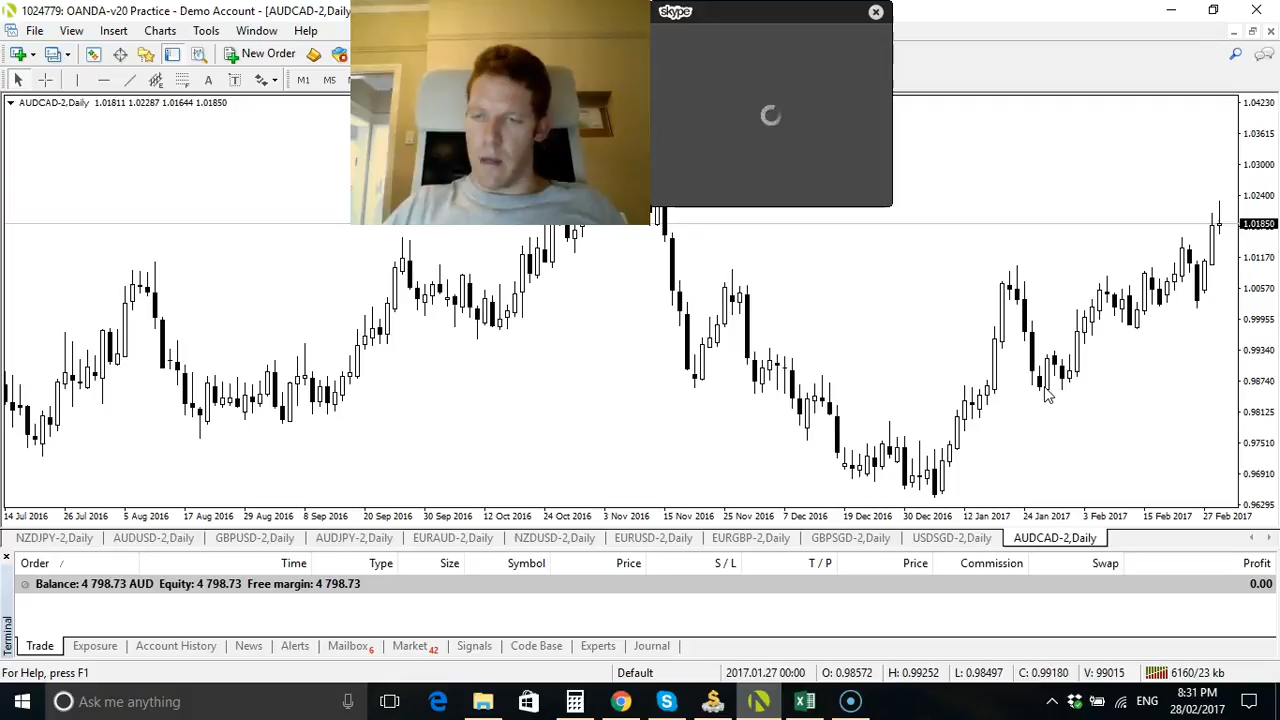 1024779: OANDA-v20 Practice - Demo Account - [AUDCAD-2,Daily
skype
File View Insert Charts Tools Window Help
New Order
A T M1 M5
AUDCAD-2,Daily 1.01811 1.02287 1.01644 1.01850
1.04230
1.03615
1.03000
1.02400
1.01850
1.01170
1.00570
0.99955
0.99340
0.98740
0.98125
0.97510
0.96910
0.96295
14 Jul 2016 26 Jul 2016 5 Aug 2016 17 Aug 2016 29 Aug 2016 8 Sep 2016 20 Sep 2016 30 Sep 2016 12 Oct 2016 24 Oct 2016 3 Nov 2016 15 Nov 2016 25 Nov 2016 7 Dec 2016 19 Dec 2016 30 Dec 2016 12 Jan 2017 24 Jan 2017 3 Feb 2017 15 Feb 2017 27 Feb 2017
NZDJPY-2,Daily AUDUSD-2,Daily GBPUSD-2,Daily AUDJPY-2,Daily EURAUD-2,Daily NZDUSD-2,Daily EURUSD-2,Daily EURGBP-2,Daily GBPSGD-2,Daily USDSGD-2,Daily AUDCAD-2,Daily
Order Time Type Size Symbol Price S / L T / P Price Commission Swap Profit
Balance: 4 798.73 AUD Equity: 4 798.73 Free margin: 4 798.73 0.00
Terminal
Trade Exposure Account History News Alerts Mailbox 6 Market 42 Signals Code Base Experts Journal
For Help, press F1 Default 2017.01.27 00:00 O: 0.98572 H: 0.99252 L: 0.98497 C: 0.99180 V: 99015 6160/23 kb
Ask me anything ENG 8:31 PM
28/02/2017